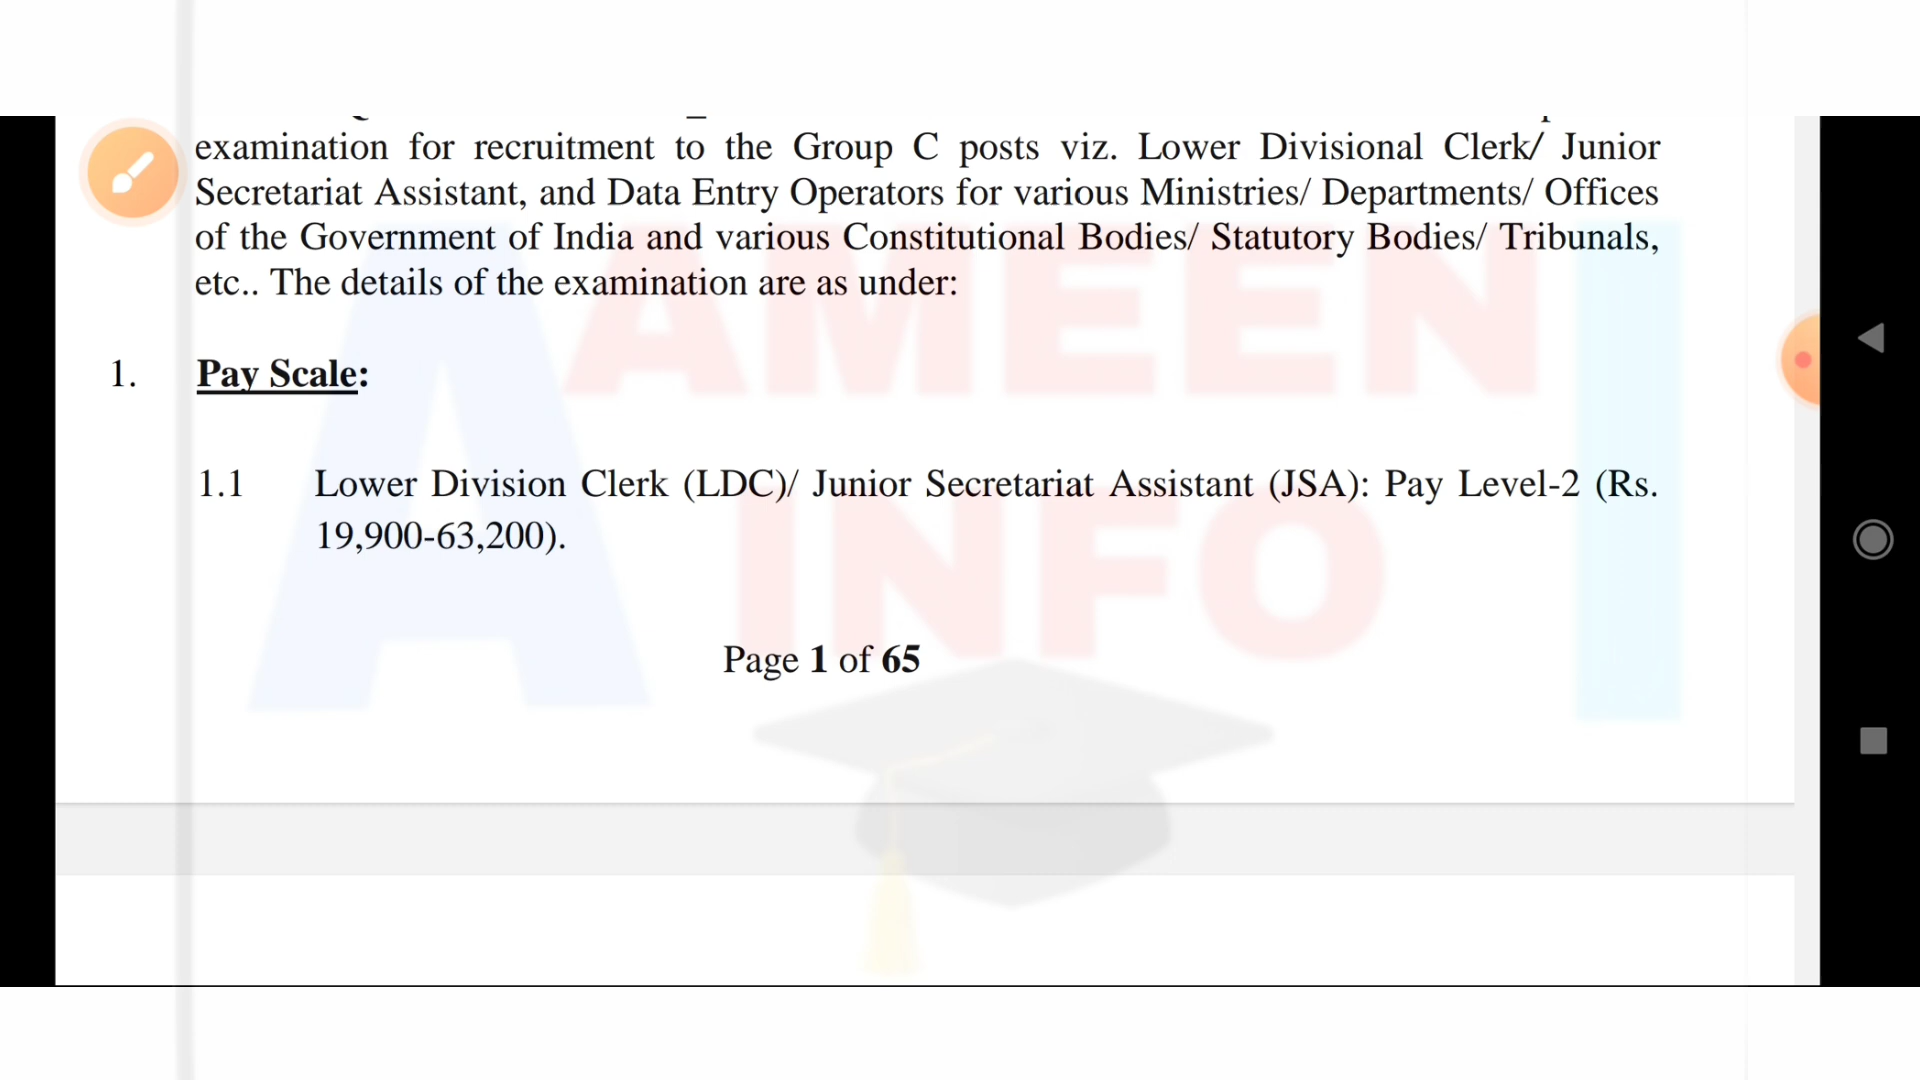 examination for recruitment to the Group C posts viz. Lower Divisional Clerk/ Junior
Secretariat Assistant, and Data Entry Operators for various Ministries/ Departments/ Offices
of the Government of India and various Constitutional Bodies/ Statutory Bodies/ Tribunals,
etc.. The details of the examination are as under:
1. Pay Scale:
1.1 Lower Division Clerk (LDC)/ Junior Secretariat Assistant (JSA): Pay Level-2 (Rs.
19,900-63,200).
Page 1 of 65
A AMEEN
INFO